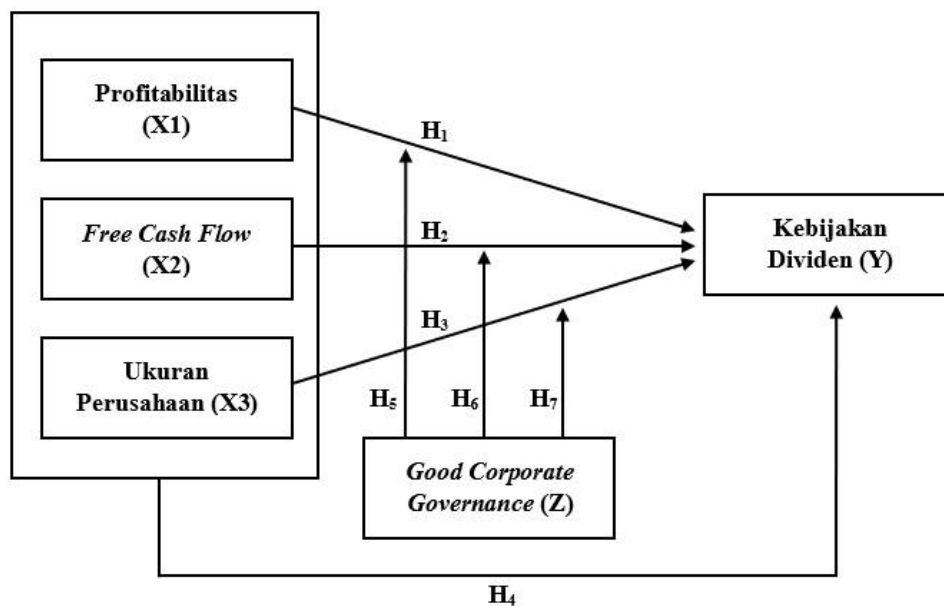 Profitabilitas
(X1)
H₁
Free Cash Flow
(X2)
H₂
Kebijakan
Dividen (Y)
H₃
Ukuran
Perusahaan (X3)
H₅
H₆
H₇
Good Corporate
Governance (Z)
H₄